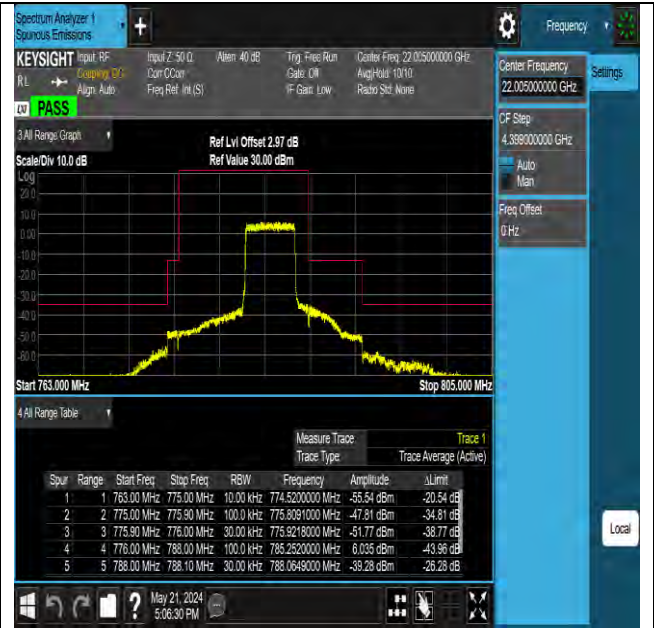 Spectrum Analyzer 1
Spurious Emissions
+
Frequency
KEYSIGHT Input: RF Input Z: 50 Ω Atten: 40 dB Trig: Free Run Center Freq: 22.005000000 GHz
RL Coupling: DC Corr CCorr Gate: Off Avg|Hold: 10/10
Align: Auto Freq Ref: Int (S) IF Gain: Low Radio Std: None
LXI PASS
Center Frequency
22.005000000 GHz
Settings
CF Step
4.399000000 GHz
Auto
Man
Freq Offset
0 Hz
3 All Range Graph
Ref Lvl Offset 2.97 dB
Scale/Div 10.0 dB Ref Value 30.00 dBm
Log
20.0
10.0
0.00
-10.0
-20.0
-30.0
-40.0
-50.0
-60.0
Start 763.000 MHz Stop 805.000 MHz
4 All Range Table
Measure Trace Trace 1
Trace Type Trace Average (Active)
Spur Range Start Freq Stop Freq RBW Frequency Amplitude ΔLimit
1 1 763.00 MHz 775.00 MHz 10.00 kHz 774.5200000 MHz -55.54 dBm -20.54 dB
2 2 775.00 MHz 775.90 MHz 100.0 kHz 775.8091000 MHz -47.81 dBm -34.81 dB
3 3 775.90 MHz 776.00 MHz 30.00 kHz 775.9218000 MHz -51.77 dBm -38.77 dB
4 4 776.00 MHz 788.00 MHz 100.0 kHz 785.2520000 MHz 6.035 dBm -43.96 dB
5 5 788.00 MHz 788.10 MHz 30.00 kHz 788.0649000 MHz -39.28 dBm -26.28 dB
Local
? May 21, 2024
5:06:30 PM